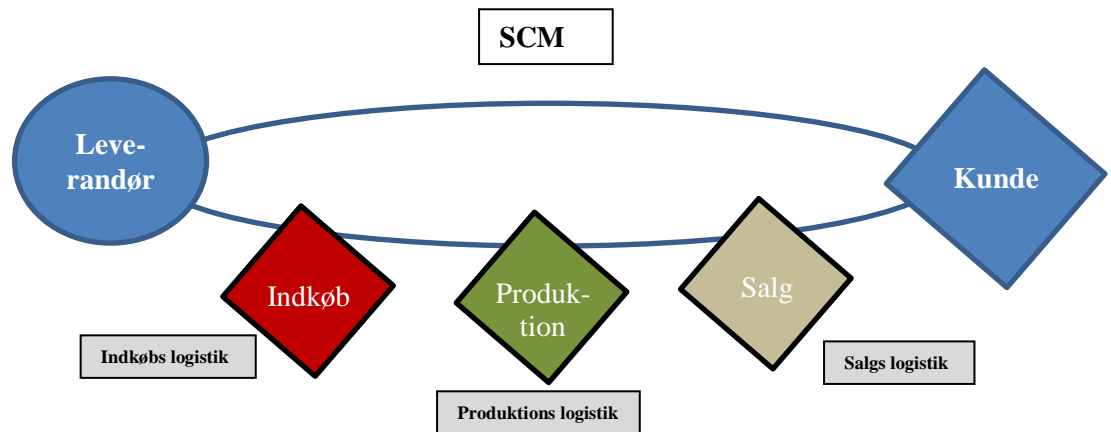 SCM
Leve-
randør
Kunde
Indkøb
Produk-
tion
Salg
Indkøbs logistik
Produktions logistik
Salgs logistik